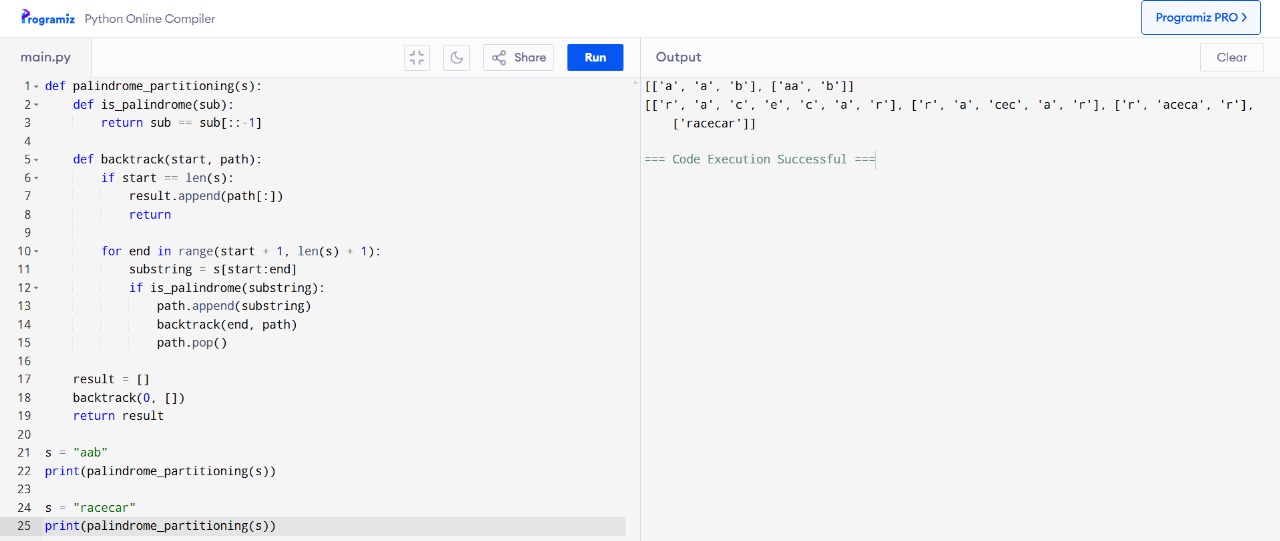 Programiz Python Online Compiler
Programiz PRO >
main.py
Share
Run
Output
Clear
1 def palindrome_partitioning(s):
2     def is_palindrome(sub):
3         return sub == sub[::-1]
4
5     def backtrack(start, path):
6         if start == len(s):
7             result.append(path[:])
8             return
9
10         for end in range(start + 1, len(s) + 1):
11             substring = s[start:end]
12             if is_palindrome(substring):
13                 path.append(substring)
14                 backtrack(end, path)
15                 path.pop()
16
17     result = []
18     backtrack(0, [])
19     return result
20
21 s = "aab"
22 print(palindrome_partitioning(s))
23
24 s = "racecar"
25 print(palindrome_partitioning(s))
[['a', 'a', 'b'], ['aa', 'b']]
[['r', 'a', 'c', 'e', 'c', 'a', 'r'], ['r', 'a', 'cec', 'a', 'r'], ['r', 'aceca', 'r'],
['racecar']]
=== Code Execution Successful ===